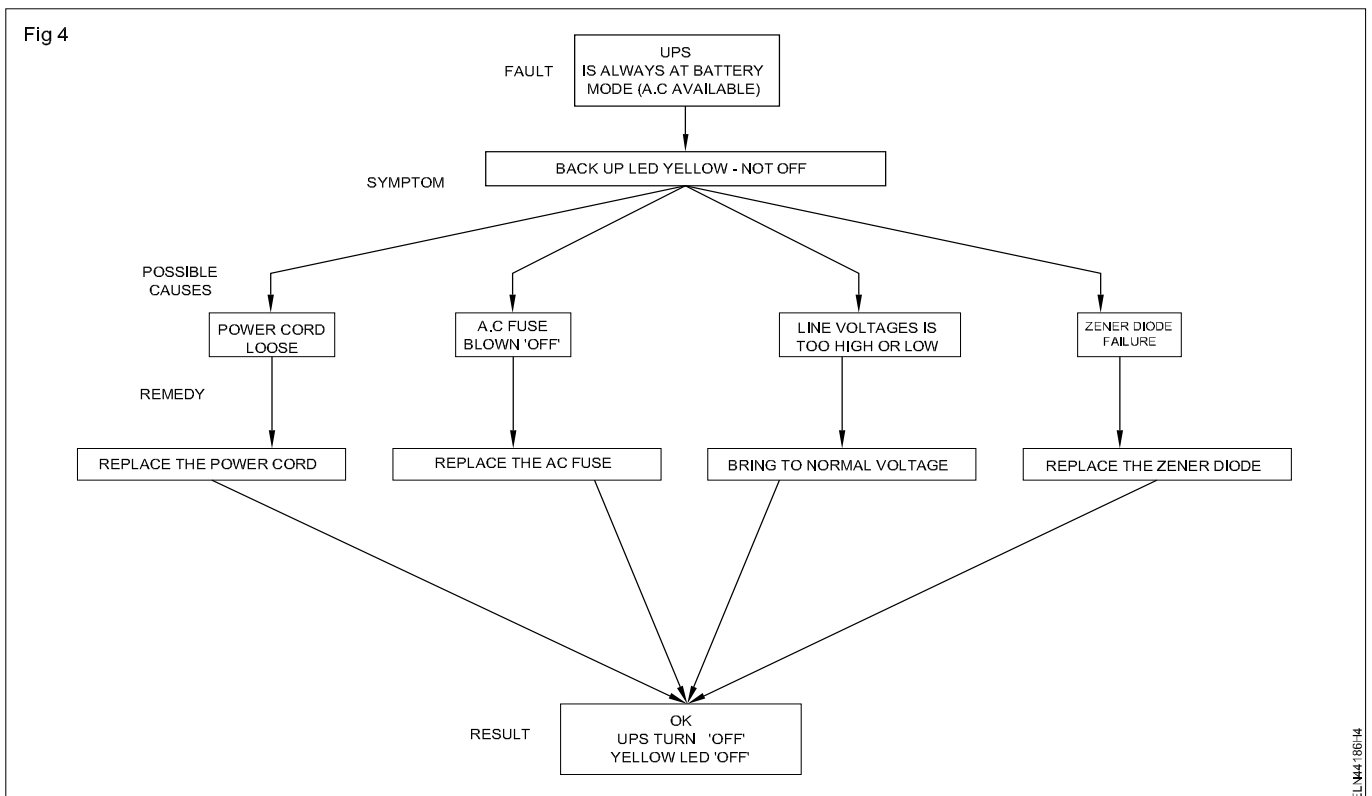 Fig 4
FAULT
UPS
IS ALWAYS AT BATTERY
MODE (A.C AVAILABLE)
SYMPTOM
BACK UP LED YELLOW - NOT OFF
POSSIBLE
CAUSES
POWER CORD
LOOSE
A.C FUSE
BLOWN 'OFF'
LINE VOLTAGES IS
TOO HIGH OR LOW
ZENER DIODE
FAILURE
REMEDY
REPLACE THE POWER CORD
REPLACE THE AC FUSE
BRING TO NORMAL VOLTAGE
REPLACE THE ZENER DIODE
RESULT
OK
UPS TURN 'OFF'
YELLOW LED 'OFF'